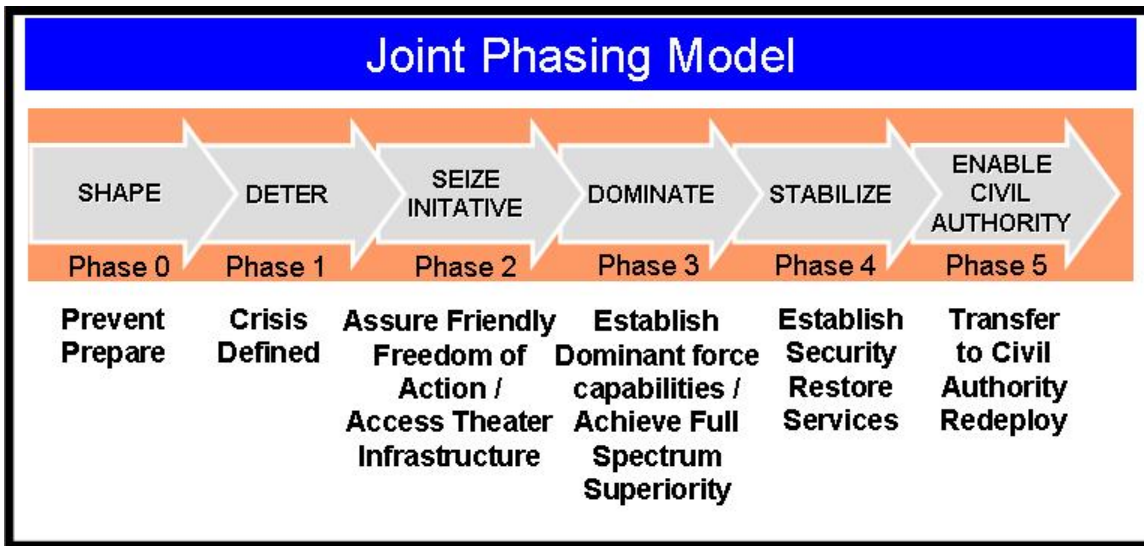 Joint Phasing Model
SHAPE
DETER
SEIZE
INITATIVE
DOMINATE
STABILIZE
ENABLE
CIVIL
AUTHORITY
Phase 0
Phase 1
Phase 2
Phase 3
Phase 4
Phase 5
Prevent
Prepare
Crisis
Defined
Assure Friendly
Freedom of
Action /
Access Theater
Infrastructure
Establish
Dominant force
capabilities /
Achieve Full
Spectrum
Superiority
Establish
Security
Restore
Services
Transfer
to Civil
Authority
Redeploy